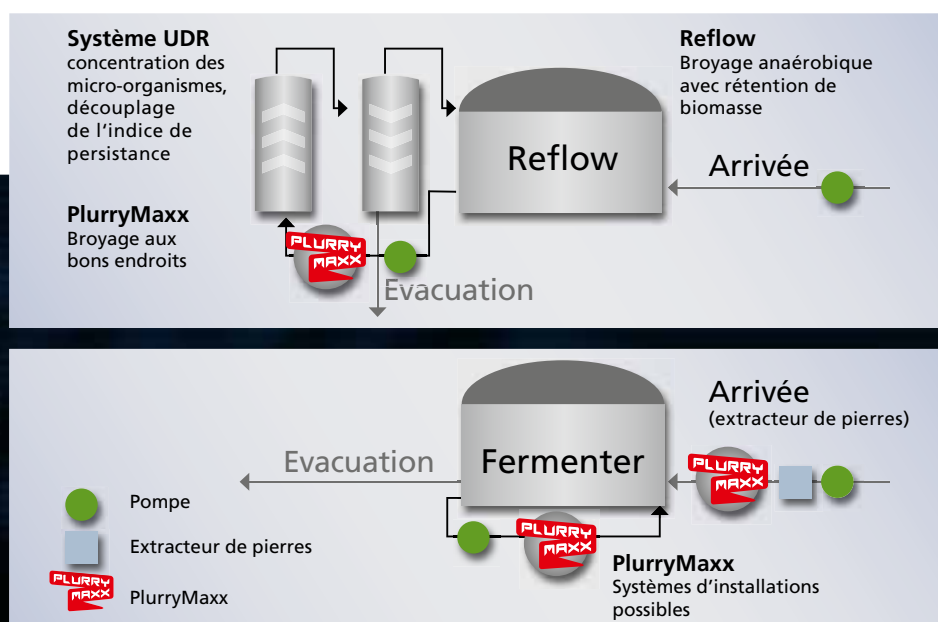 Système UDR
concentration des
micro-organismes,
découplage
de l'indice de
persistance
PlurryMaxx
Broyage aux
bons endroits
PLURRY
MAXX
Evacuation
Reflow
Reflow
Broyage anaérobique
avec rétention de
biomasse
Arrivée
Evacuation
Fermenter
Arrivée
(extracteur de pierres)
PLURRY
MAXX
PLURRY
MAXX
PlurryMaxx
Systèmes d'installations
possibles
Pompe
Extracteur de pierres
PLURRY
MAXX
PlurryMaxx